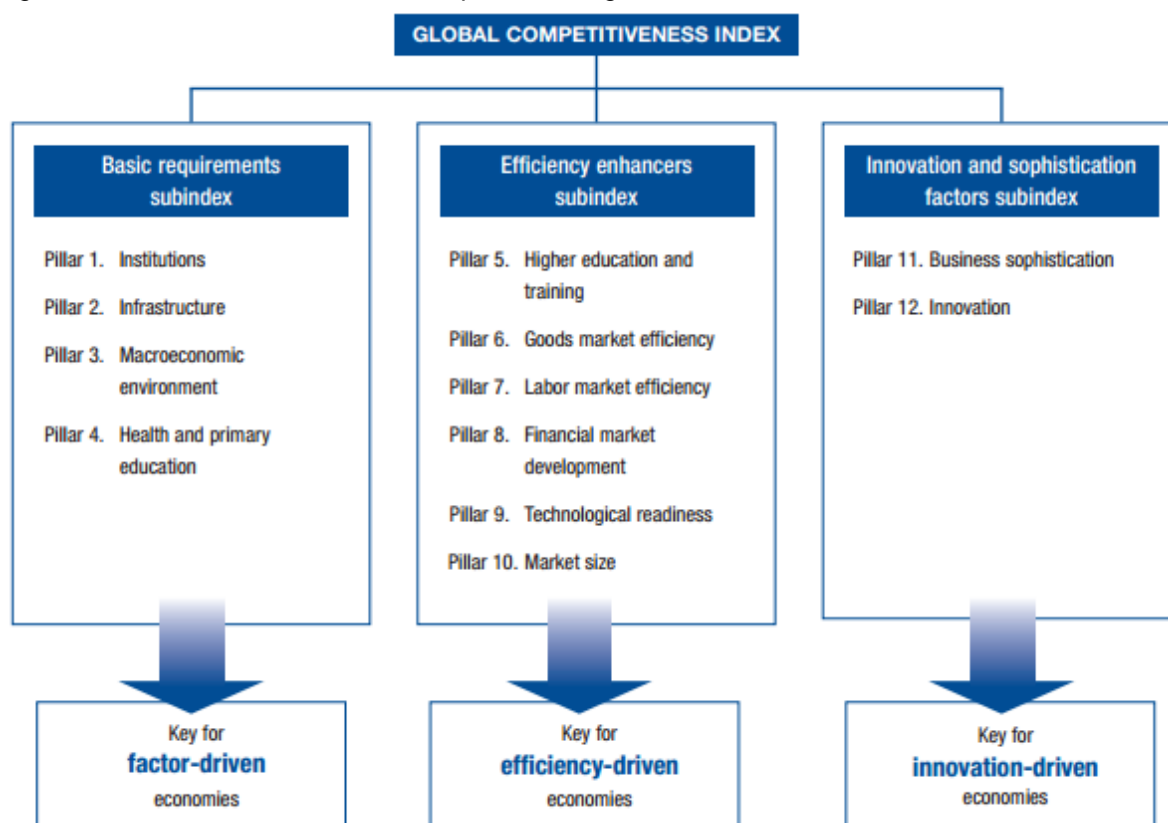 GLOBAL COMPETITIVENESS INDEX
Basic requirements
subindex
Pillar 1. Institutions
Pillar 2. Infrastructure
Pillar 3. Macroeconomic
environment
Pillar 4. Health and primary
education
Key for
factor-driven
economies
Efficiency enhancers
subindex
Pillar 5. Higher education and
training
Pillar 6. Goods market efficiency
Pillar 7. Labor market efficiency
Pillar 8. Financial market
development
Pillar 9. Technological readiness
Pillar 10. Market size
Key for
efficiency-driven
economies
Innovation and sophistication
factors subindex
Pillar 11. Business sophistication
Pillar 12. Innovation
Key for
innovation-driven
economies